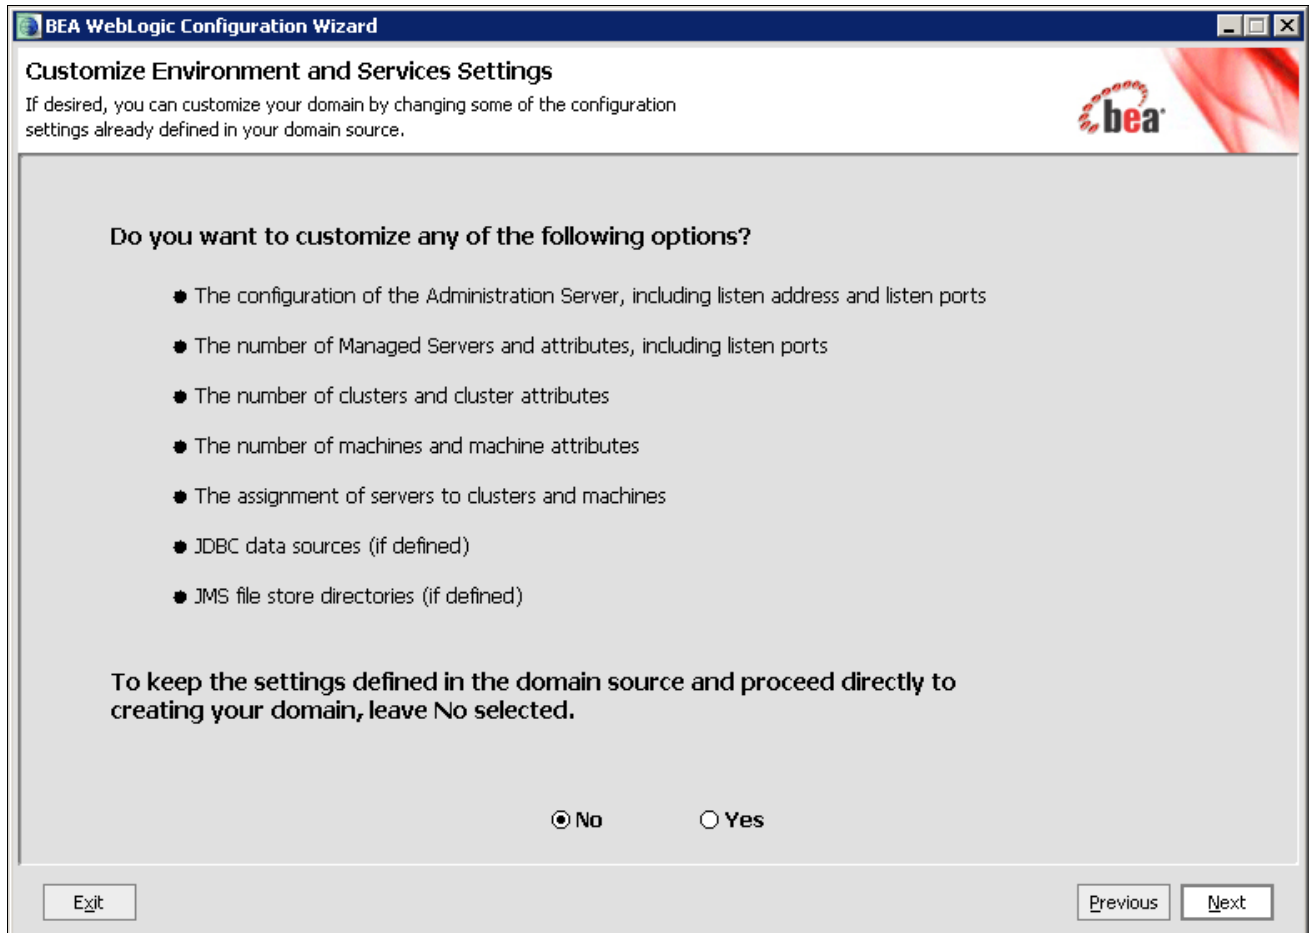 BEA WebLogic Configuration Wizard
Customize Environment and Services Settings
If desired, you can customize your domain by changing some of the configuration
settings already defined in your domain source.
bea
Do you want to customize any of the following options?
The configuration of the Administration Server, including listen address and listen ports
The number of Managed Servers and attributes, including listen ports
The number of clusters and cluster attributes
The number of machines and machine attributes
The assignment of servers to clusters and machines
JDBC data sources (if defined)
JMS file store directories (if defined)
To keep the settings defined in the domain source and proceed directly to
creating your domain, leave No selected.
No Yes
Exit Previous Next